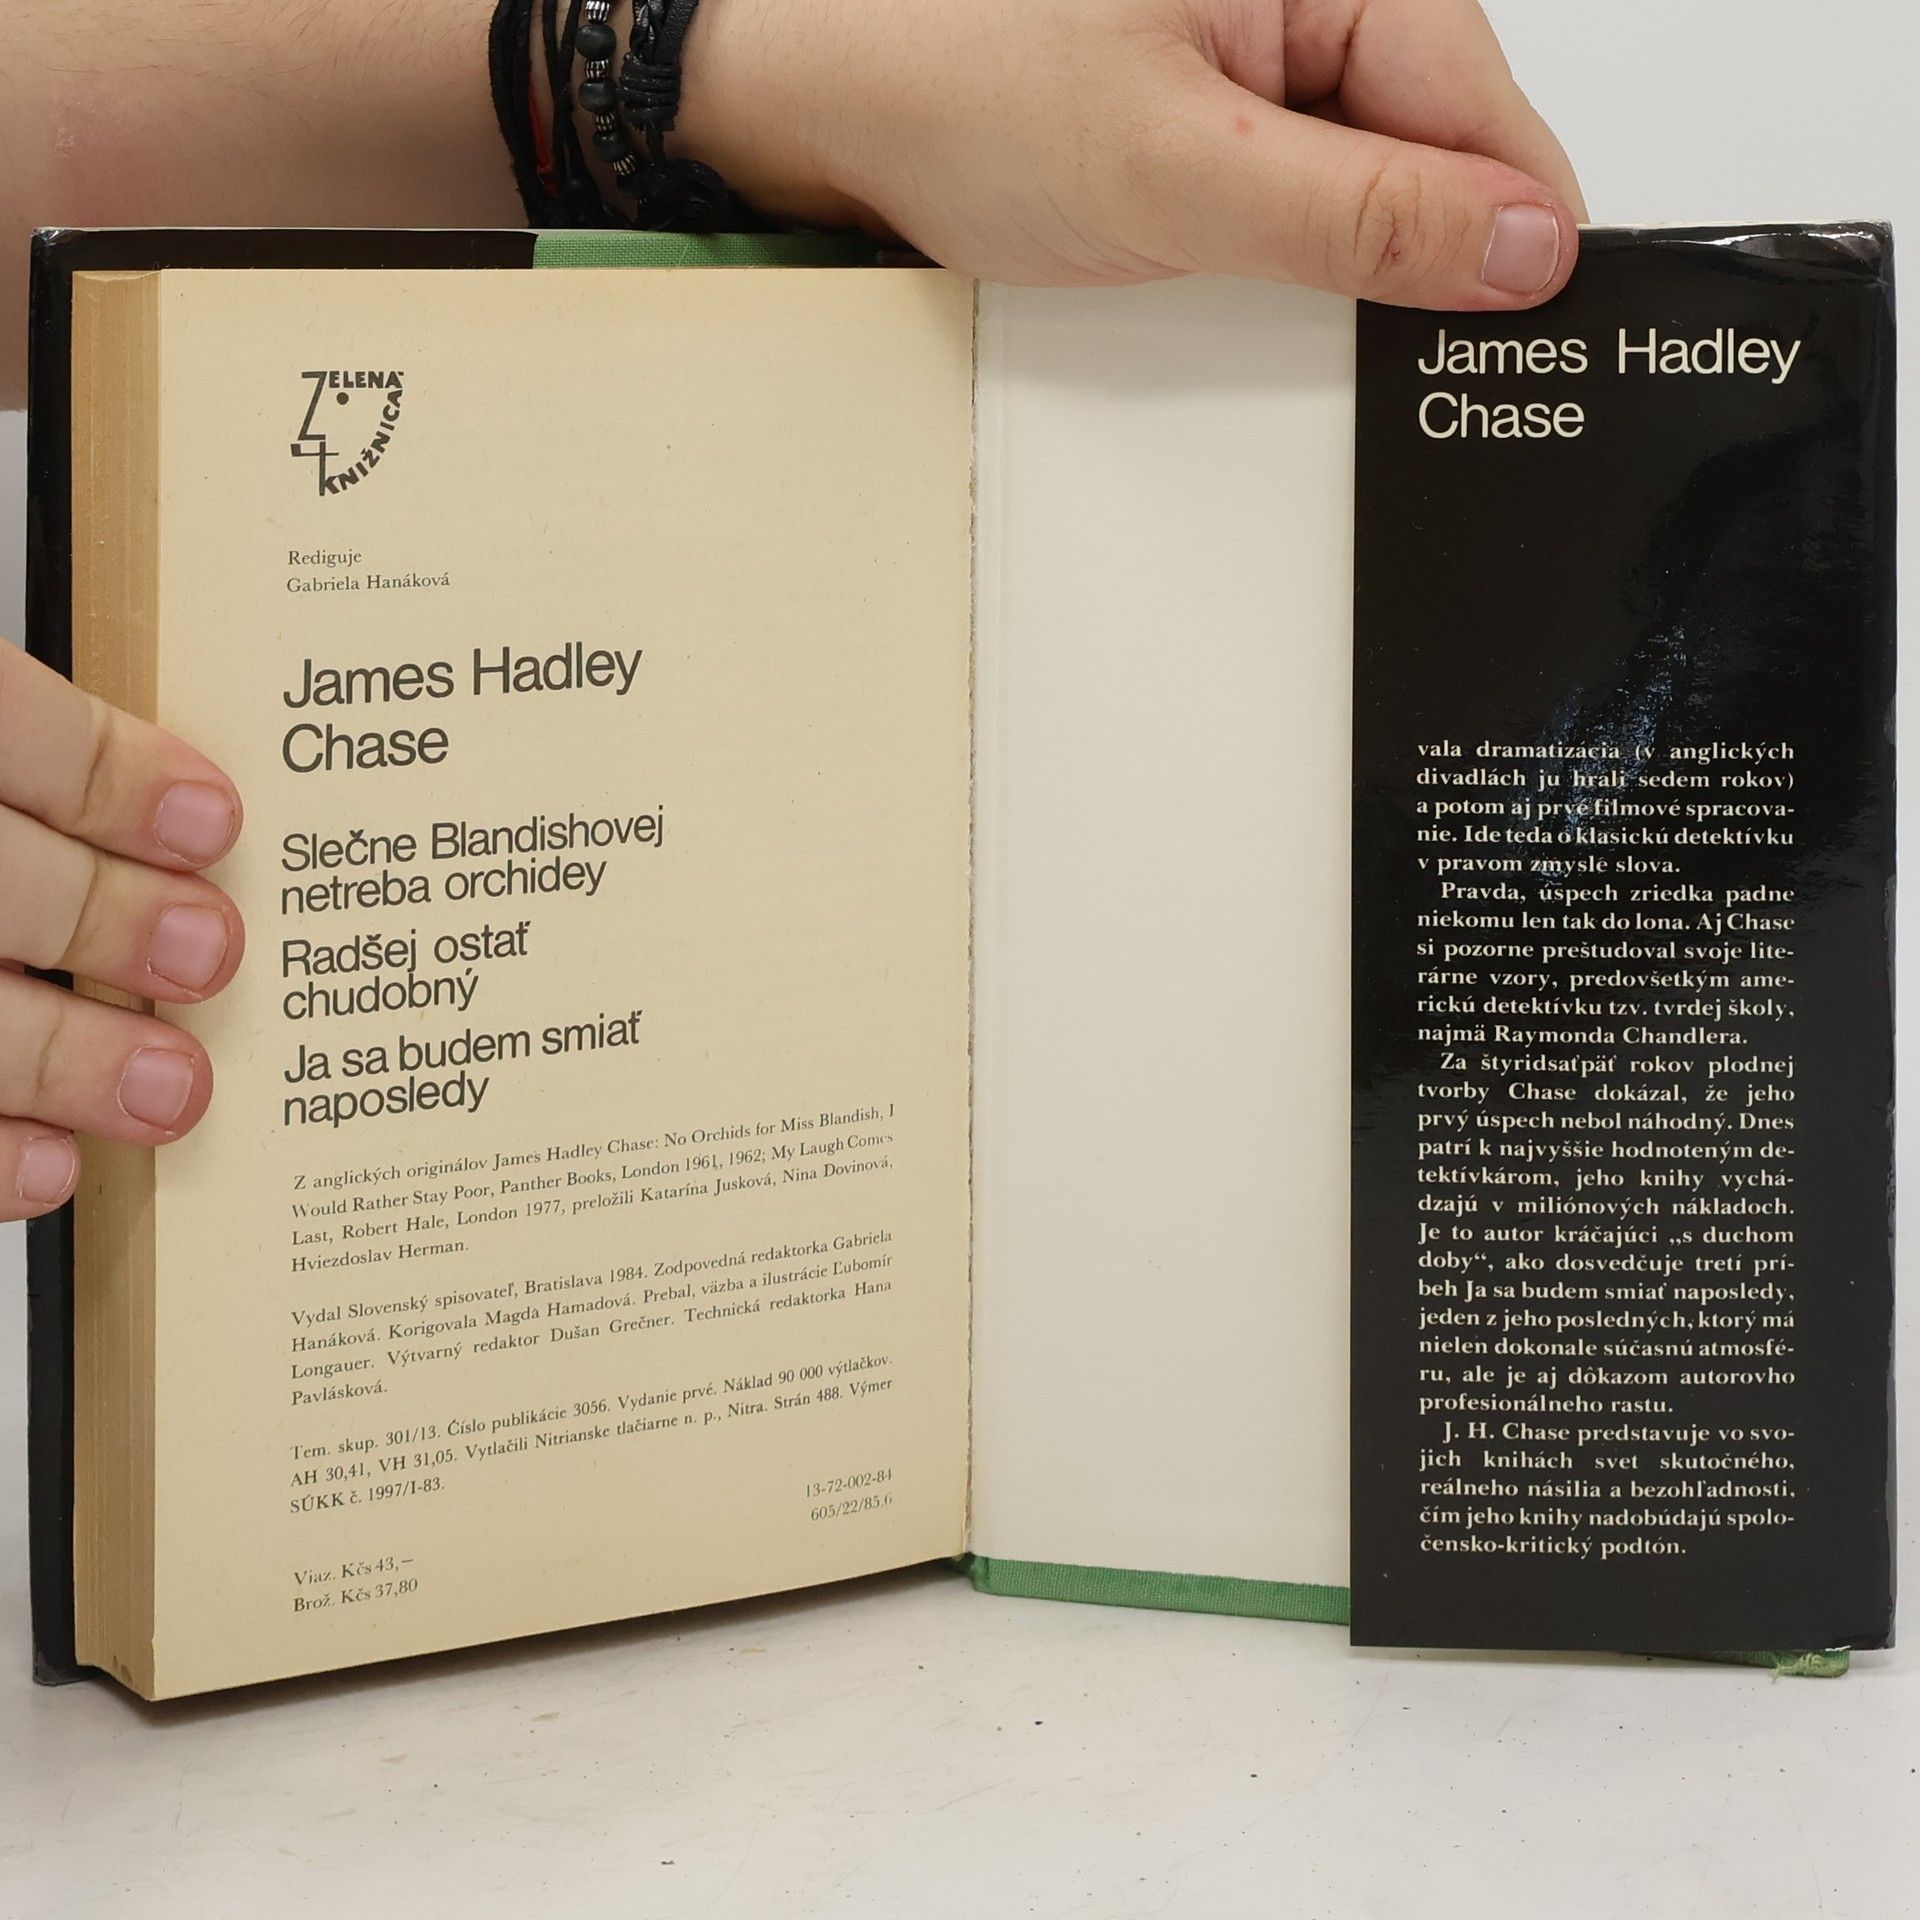 ZELENÁ
KNIŽNICA
Rediguje
Gabriela Hanáková
James Hadley
Chase
Slečne Blandishovej
netreba orchidey
Radšej ostať
chudobný
Ja sa budem smiať
naposledy
Z anglických originálov James Hadley Chase: No Orchids for Miss Blandish, I
Would Rather Stay Poor, Panther Books, London 1961, 1962; My Laugh Comes
Last, Robert Hale, London 1977, preložili Katarína Jusková, Nina Dovinová,
Hviezdoslav Herman.
Vydal Slovenský spisovateľ, Bratislava 1984. Zodpovedná redaktorka Gabriela
Hanáková. Korigovala Magda Hamadová. Prebal, väzba a ilustrácie Ľubomír
Longauer. Výtvarný redaktor Dušan Grečner. Technická redaktorka Hana
Pavlásková.
Tem. skup. 301/13. Číslo publikácie 3056. Vydanie prvé. Náklad 90 000 výtlačkov.
AH 30,41, VH 31,05. Vytlačili Nitrianske tlačiarne n. p., Nitra. Strán 488. Výmer
SÚKK č. 1997/I-83.
13-72-002-84
605/22/85.6
Viaz. Kčs 43,—
Brož. Kčs 37,80
James Hadley
Chase
vala dramatizácia (v anglických
divadlách ju hrali sedem rokov)
a potom aj prvé filmové spracova-
nie. Ide teda o klasickú detektívku
v pravom zmysle slova.
Pravda, úspech zriedka padne
niekomu len tak do lona. Aj Chase
si pozorne preštudoval svoje lite-
rárne vzory, predovšetkým ame-
rickú detektívku tzv. tvrdej školy,
najmä Raymonda Chandlera.
Za štyridsaťpäť rokov plodnej
tvorby Chase dokázal, že jeho
prvý úspech nebol náhodný. Dnes
patrí k najvyššie hodnoteným de-
tektívkárom, jeho knihy vychá-
dzajú v miliónových nákladoch.
Je to autor kráčajúci „s duchom
doby“, ako dosvedčuje tretí prí-
beh Ja sa budem smiať naposledy,
jeden z jeho posledných, ktorý má
nielen dokonale súčasnú atmosfé-
ru, ale je aj dôkazom autorovho
profesionálneho rastu.
J. H. Chase predstavuje vo svo-
jich knihách svet skutočného,
reálneho násilia a bezohľadnosti,
čím jeho knihy nadobúdajú spolo-
čensko-kritický podtón.